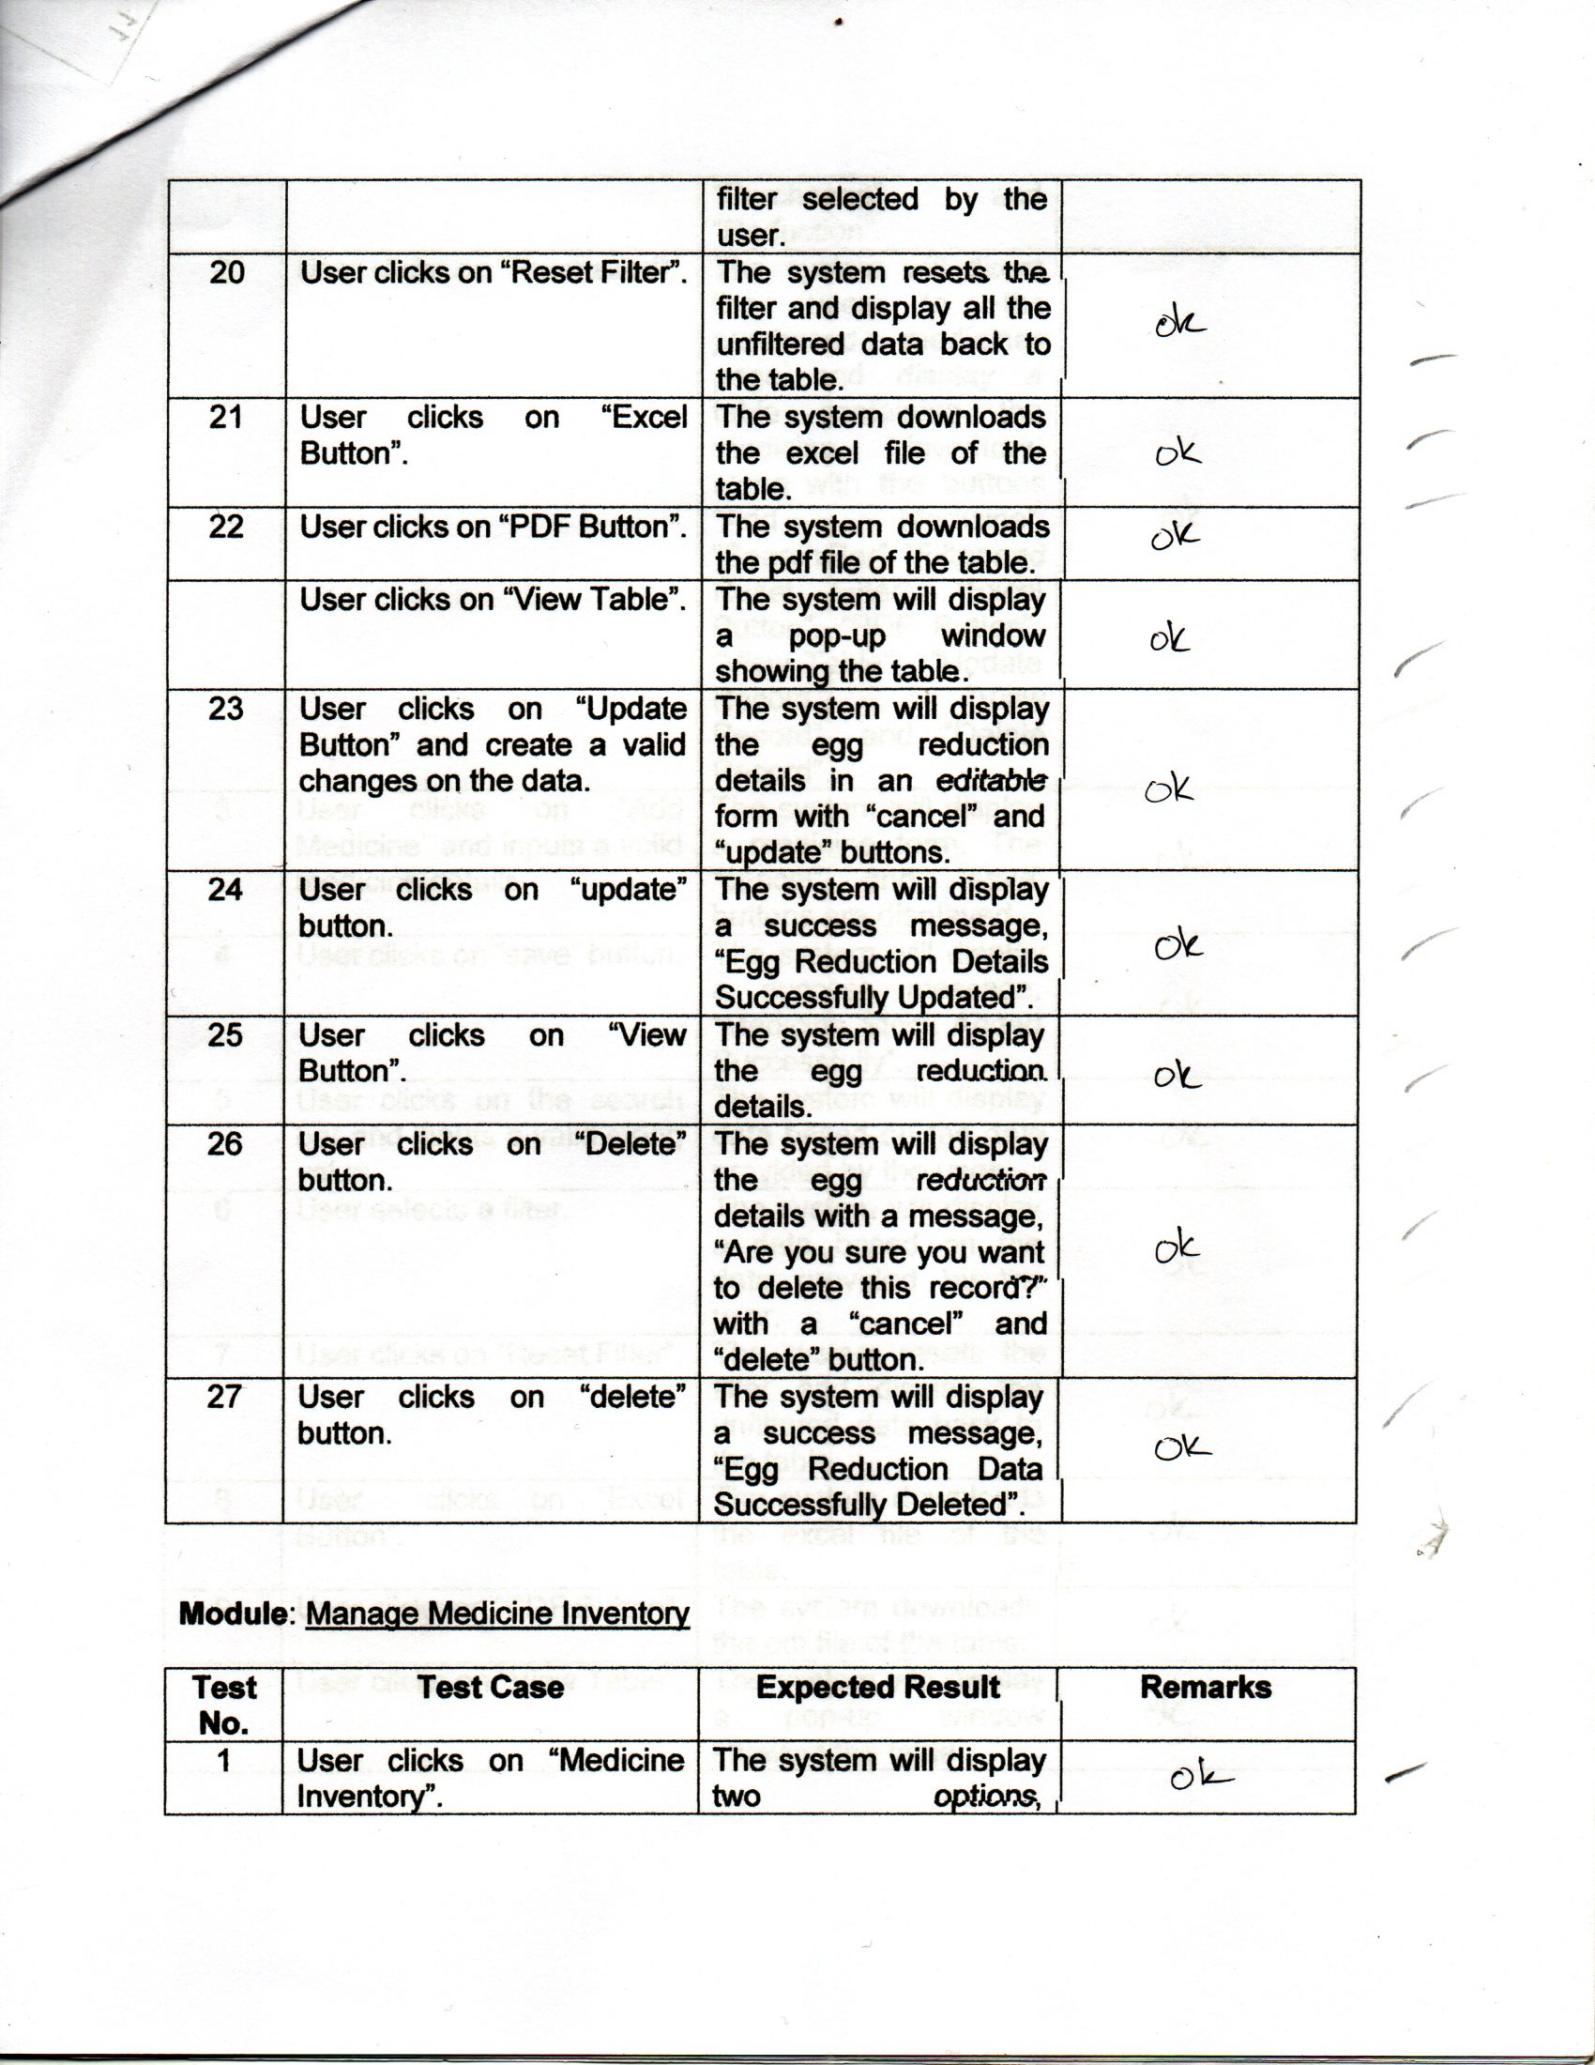 filter selected by the
user.
20 User clicks on “Reset Filter”. The system resets the
filter and display all the
unfiltered data back to
the table.
ok
21 User clicks on “Excel The system downloads
Button”. the excel file of the
table.
ok
22 User clicks on “PDF Button”. The system downloads
the pdf file of the table.
ok
User clicks on “View Table”. The system will display
a pop-up window
showing the table.
ok
23 User clicks on “Update The system will display
Button” and create a valid the egg reduction
changes on the data. details in an editable
form with “cancel” and
“update” buttons.
ok
24 User clicks on “update” The system will display
button. a success message,
“Egg Reduction Details
Successfully Updated”.
ok
25 User clicks on “View The system will display
Button”. the egg reduction
details.
ok
26 User clicks on “Delete” The system will display
button. the egg reduction
details with a message,
“Are you sure you want
to delete this record?”
with a “cancel” and
“delete” button.
ok
27 User clicks on “delete” The system will display
button. a success message,
“Egg Reduction Data
Successfully Deleted”.
ok
Module: Manage Medicine Inventory
Test Test Case Expected Result Remarks
No.
1 User clicks on “Medicine The system will display
Inventory”. two options,
ok